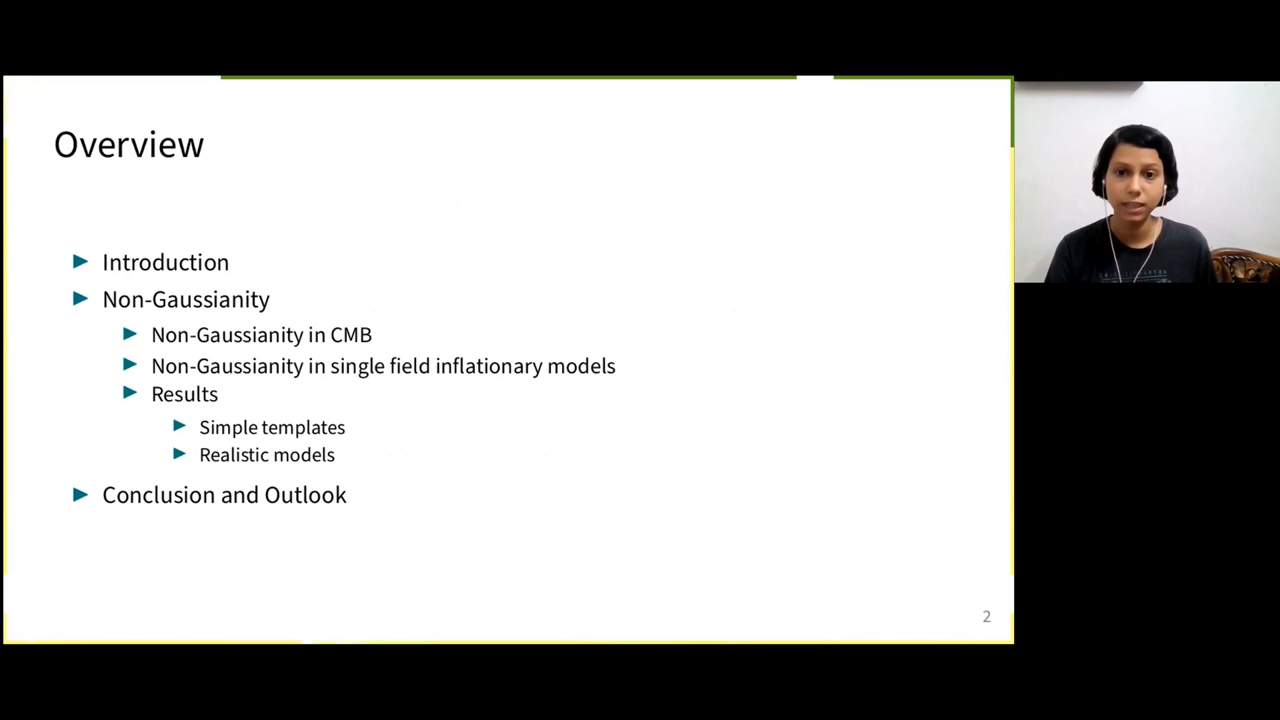 Overview
Introduction
Non-Gaussianity
Non-Gaussianity in CMB
Non-Gaussianity in single field inflationary models
Results
Simple templates
Realistic models
Conclusion and Outlook
2